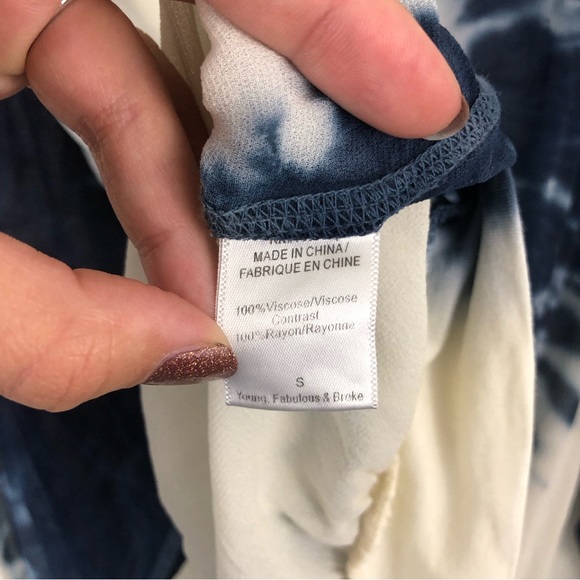 MADE IN CHINA /
FABRIQUE EN CHINE
100%Viscose/Viscose
Contrast
100%Rayon/Rayonne
S
Young, Fabulous & Broke